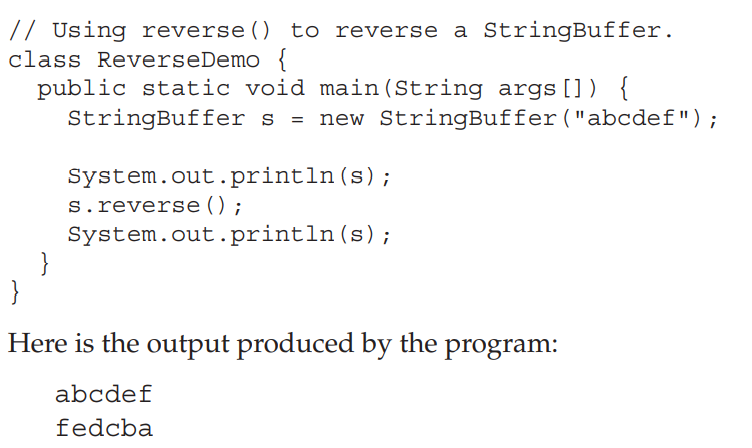 // Using reverse() to reverse a StringBuffer.
class ReverseDemo {
  public static void main(String args[]) {
    StringBuffer s = new StringBuffer("abcdef");

    System.out.println(s);
    s.reverse();
    System.out.println(s);
  }
}
Here is the output produced by the program:
abcdef
fedcba